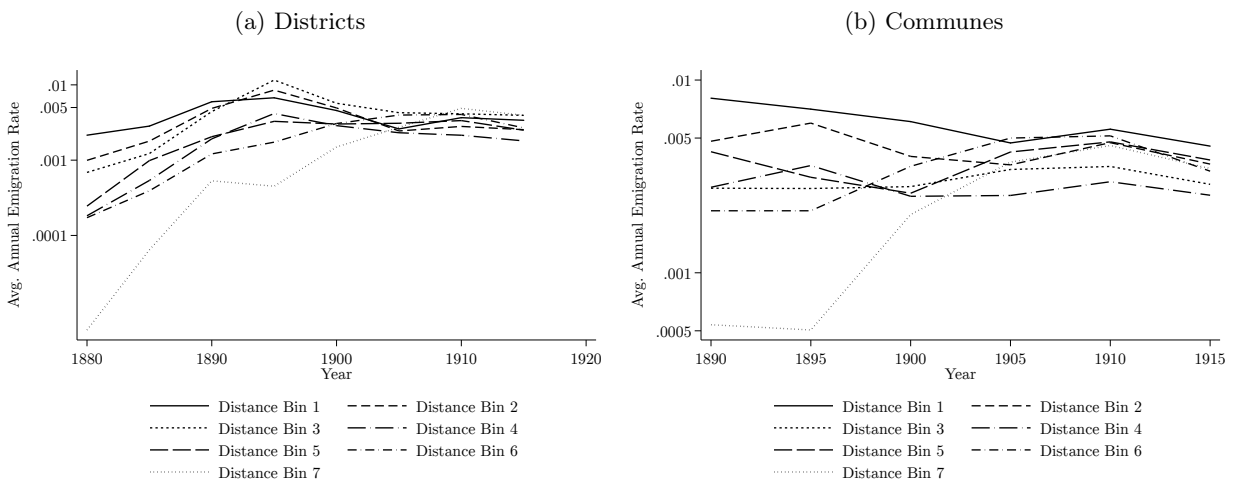 (a) Districts
Avg. Annual Emigration Rate
.01
.005
.001
.0001
1880 1890 1900 1910 1920
Year
Distance Bin 1 Distance Bin 2
Distance Bin 3 Distance Bin 4
Distance Bin 5 Distance Bin 6
Distance Bin 7
(b) Communes
Avg. Annual Emigration Rate
.01
.005
.001
.0005
1890 1895 1900 1905 1910 1915
Year
Distance Bin 1 Distance Bin 2
Distance Bin 3 Distance Bin 4
Distance Bin 5 Distance Bin 6
Distance Bin 7